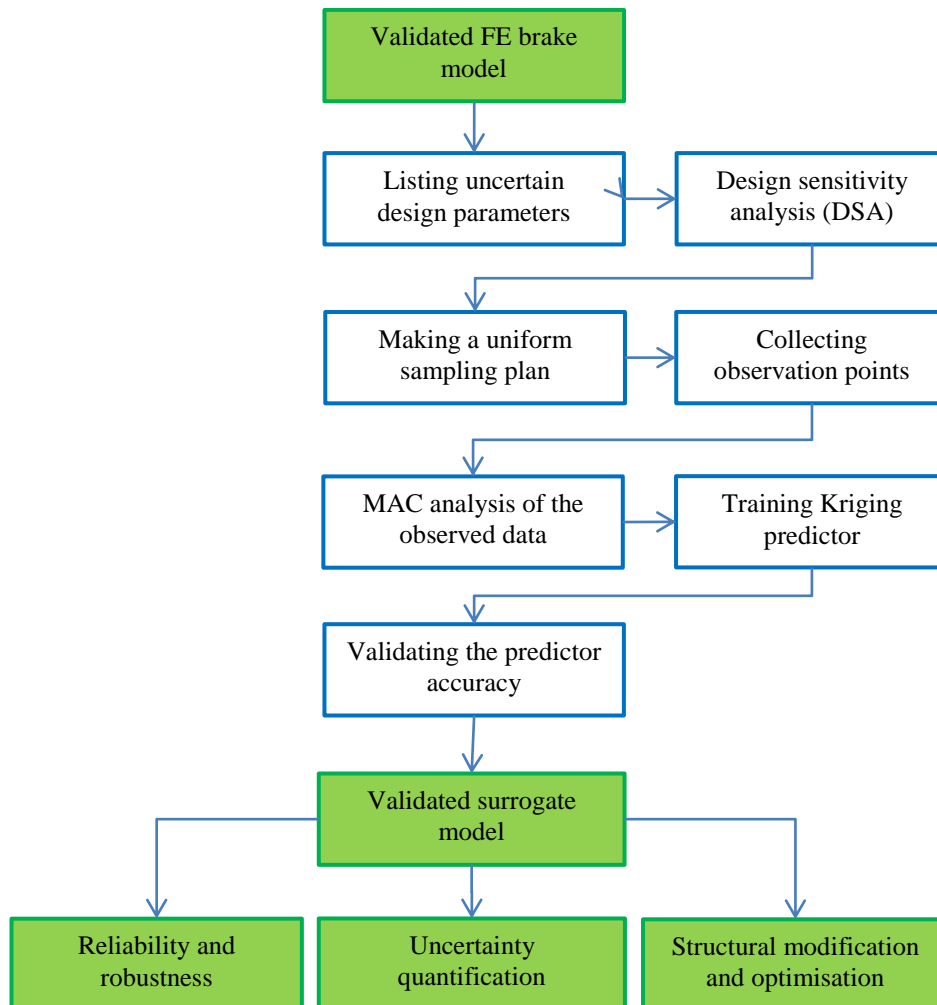 Validated FE brake
model
Listing uncertain
design parameters
Design sensitivity
analysis (DSA)
Making a uniform
sampling plan
Collecting
observation points
MAC analysis of the
observed data
Training Kriging
predictor
Validating the predictor
accuracy
Validated surrogate
model
Reliability and
robustness
Uncertainty
quantification
Structural modification
and optimisation